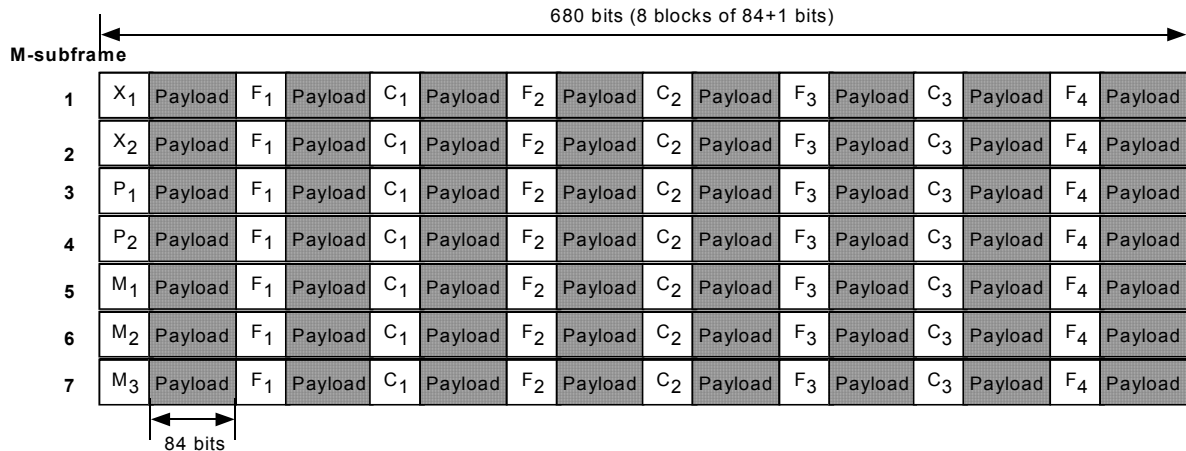 680 bits (8 blocks of 84+1 bits)
M-subframe
1 X1 Payload F1 Payload C1 Payload F2 Payload C2 Payload F3 Payload C3 Payload F4 Payload
2 X2 Payload F1 Payload C1 Payload F2 Payload C2 Payload F3 Payload C3 Payload F4 Payload
3 P1 Payload F1 Payload C1 Payload F2 Payload C2 Payload F3 Payload C3 Payload F4 Payload
4 P2 Payload F1 Payload C1 Payload F2 Payload C2 Payload F3 Payload C3 Payload F4 Payload
5 M1 Payload F1 Payload C1 Payload F2 Payload C2 Payload F3 Payload C3 Payload F4 Payload
6 M2 Payload F1 Payload C1 Payload F2 Payload C2 Payload F3 Payload C3 Payload F4 Payload
7 M3 Payload F1 Payload C1 Payload F2 Payload C2 Payload F3 Payload C3 Payload F4 Payload
84 bits